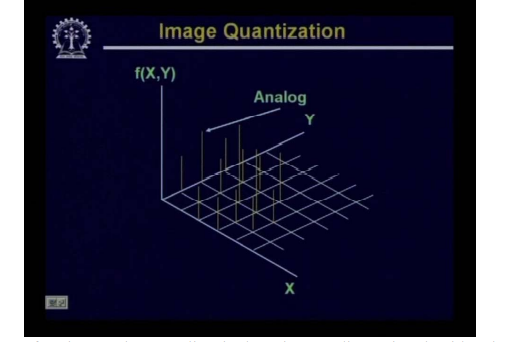 Image Quantization
f(X,Y)
Analog
Y
X